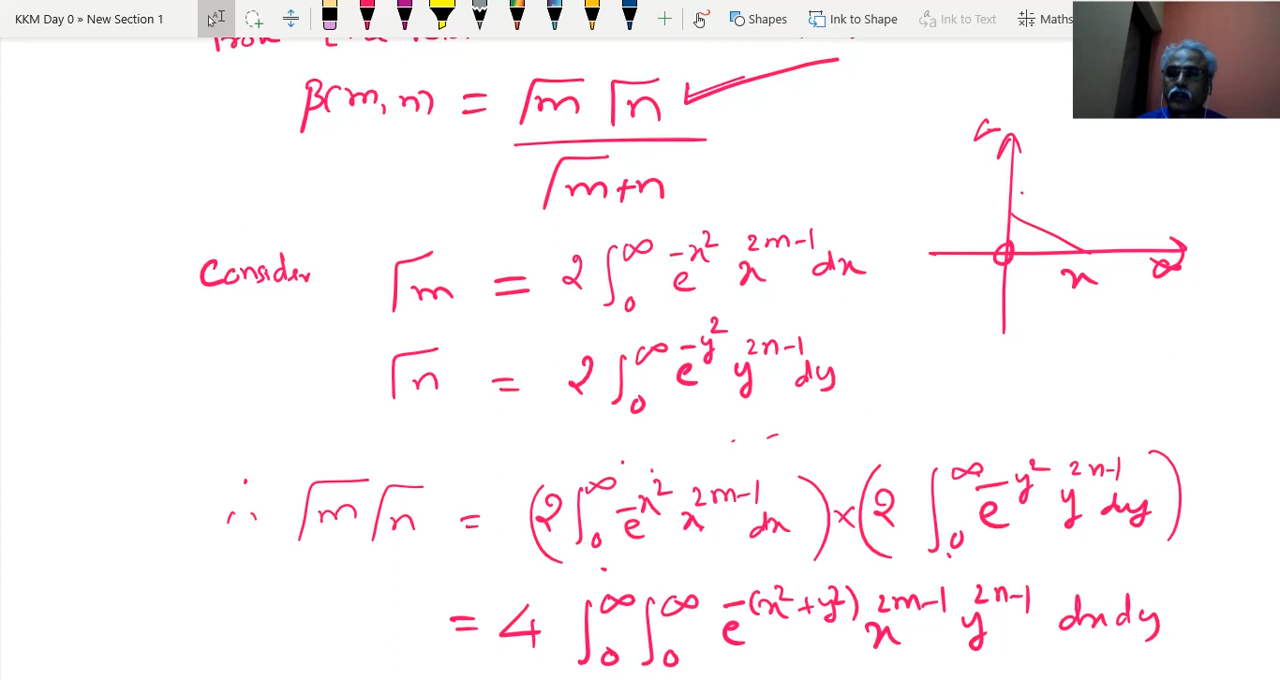 KKM Day 0 » New Section 1
Shapes Ink to Shape Ink to Text Maths
β(m, n) = Γm Γn / Γm+n
Consider Γm = 2 ∫₀^∞ e^{-x²} x^{2m-1} dx
x
Γn = 2 ∫₀^∞ e^{-y²} y^{2n-1} dy
∴ Γm Γn = (2 ∫₀^∞ e^{-x²} x^{2m-1} dx) × (2 ∫₀^∞ e^{-y²} y^{2n-1} dy)
= 4 ∫₀^∞ ∫₀^∞ e^{-(x²+y²)} x^{2m-1} y^{2n-1} dx dy